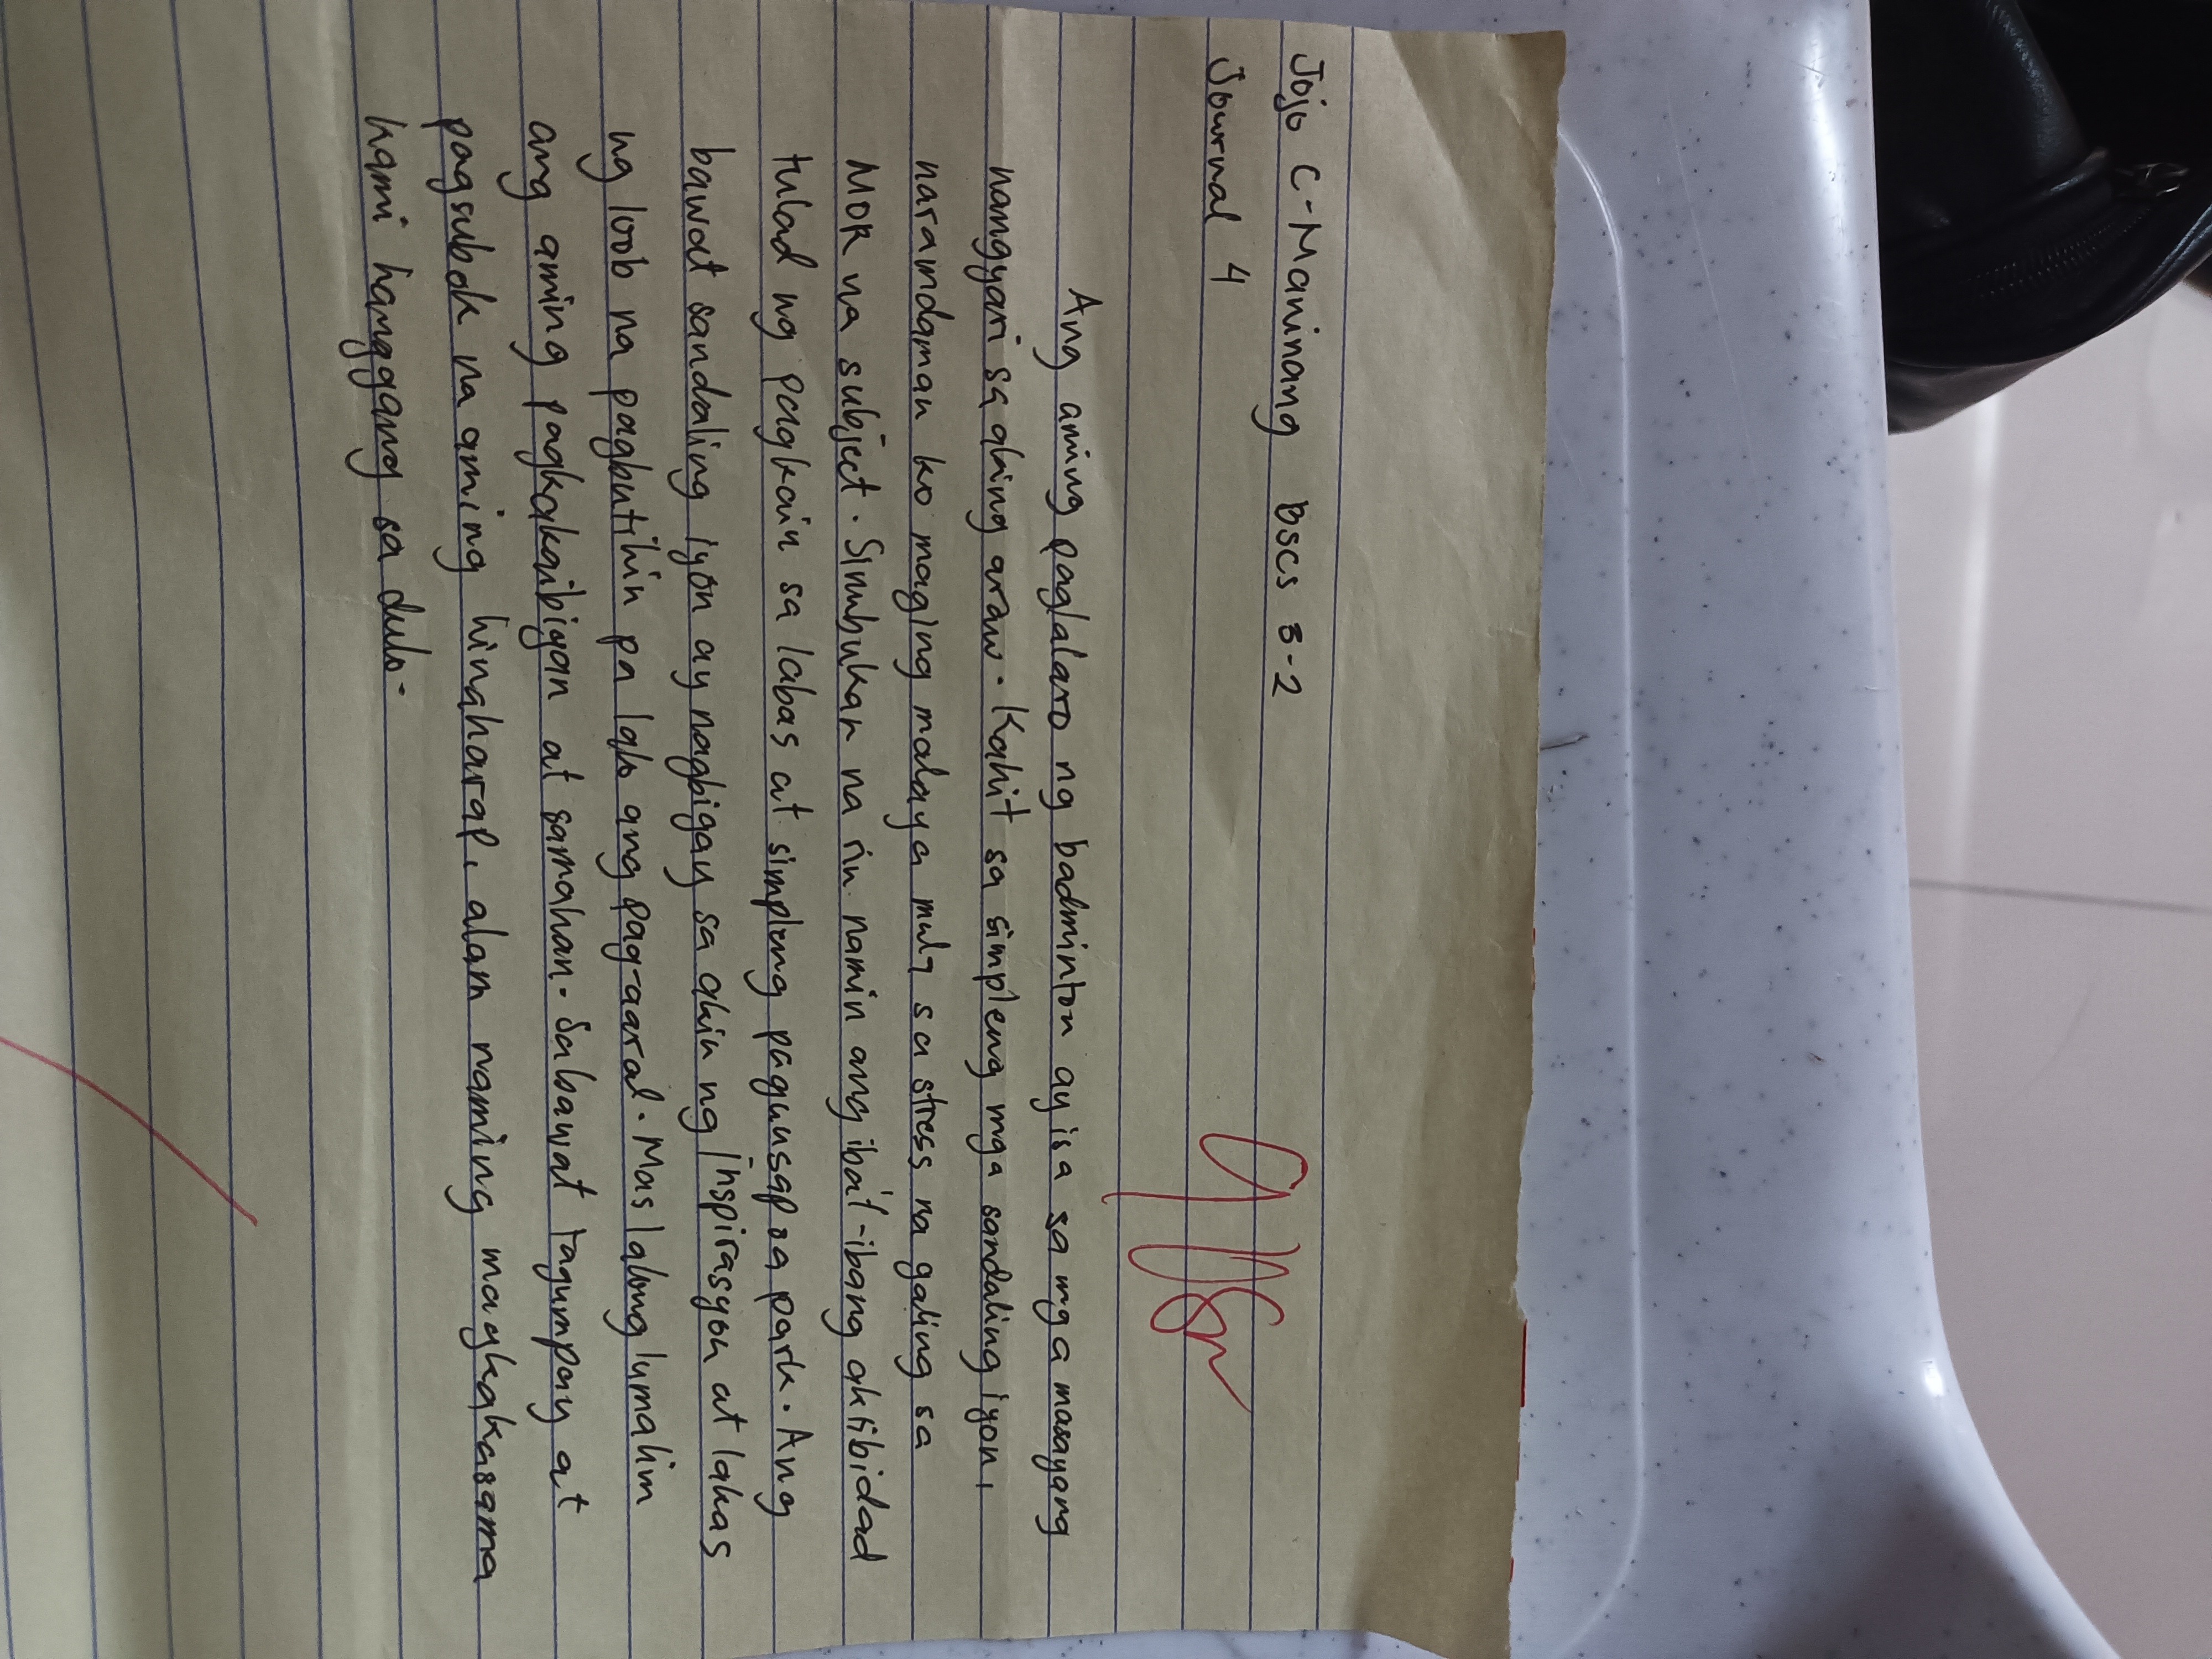 Jojo C-Maninang BSCS 3-2
Journal 4
9
Ang aming paglalaro ng badminton ay isa sa mga masayang
nangyari sa aking araw. Kahit sa simpleng mga sandaling iyon,
naramdaman ko maging malaya mula sa stress na galing sa
MOR na subject. Sinubukan na rin namin ang iba't-ibang aktibidad
tulad ng pagkain sa labas at simpleng paguusap sa park. Ang
bawat sandaling iyon ay nagbigay sa akin ng inspirasyon at lakas
ng loob na pagbutihin pa lalo ang pag-aaral. Mas lalong lumalim
ang aming pagkakaibigan at samahan. Sa bawat tagumpay at
pagsubok na aming hinaharap, alam naming magkakasama
kami hanggang sa dulo.